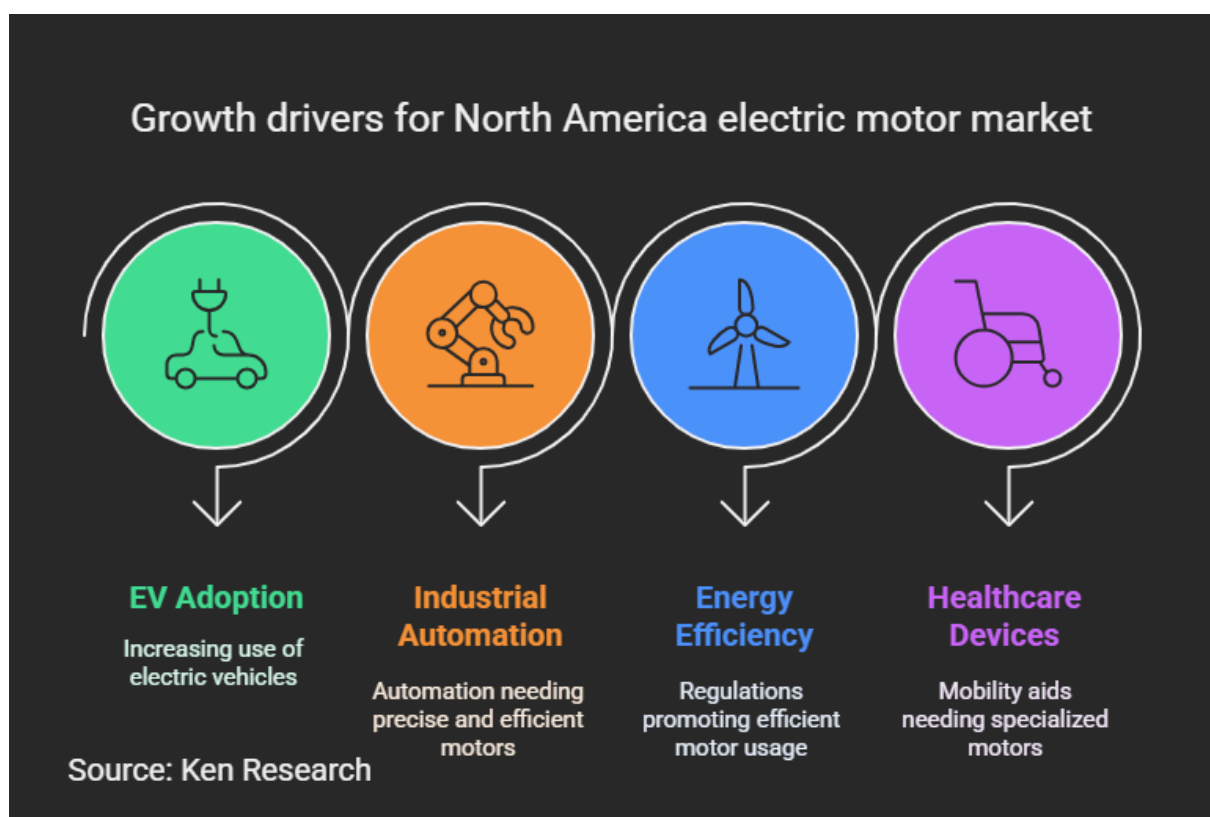 Growth drivers for North America electric motor market
EV Adoption
Increasing use of
electric vehicles
Industrial
Automation
Automation needing
precise and efficient
motors
Energy
Efficiency
Regulations
promoting efficient
motor usage
Healthcare
Devices
Mobility aids
needing specialized
motors
Source: Ken Research